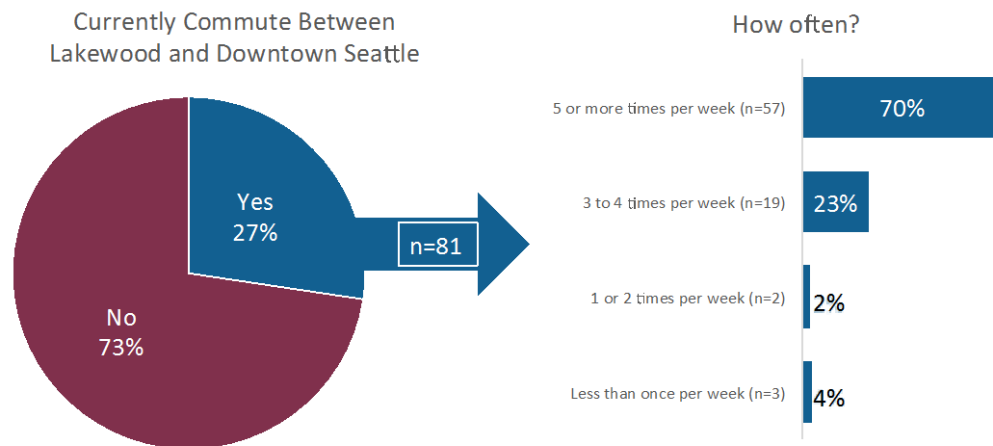 Currently Commute Between
Lakewood and Downtown Seattle
Yes
27%
No
73%
n=81
How often?
5 or more times per week (n=57)
70%
3 to 4 times per week (n=19)
23%
1 or 2 times per week (n=2)
2%
Less than once per week (n=3)
4%